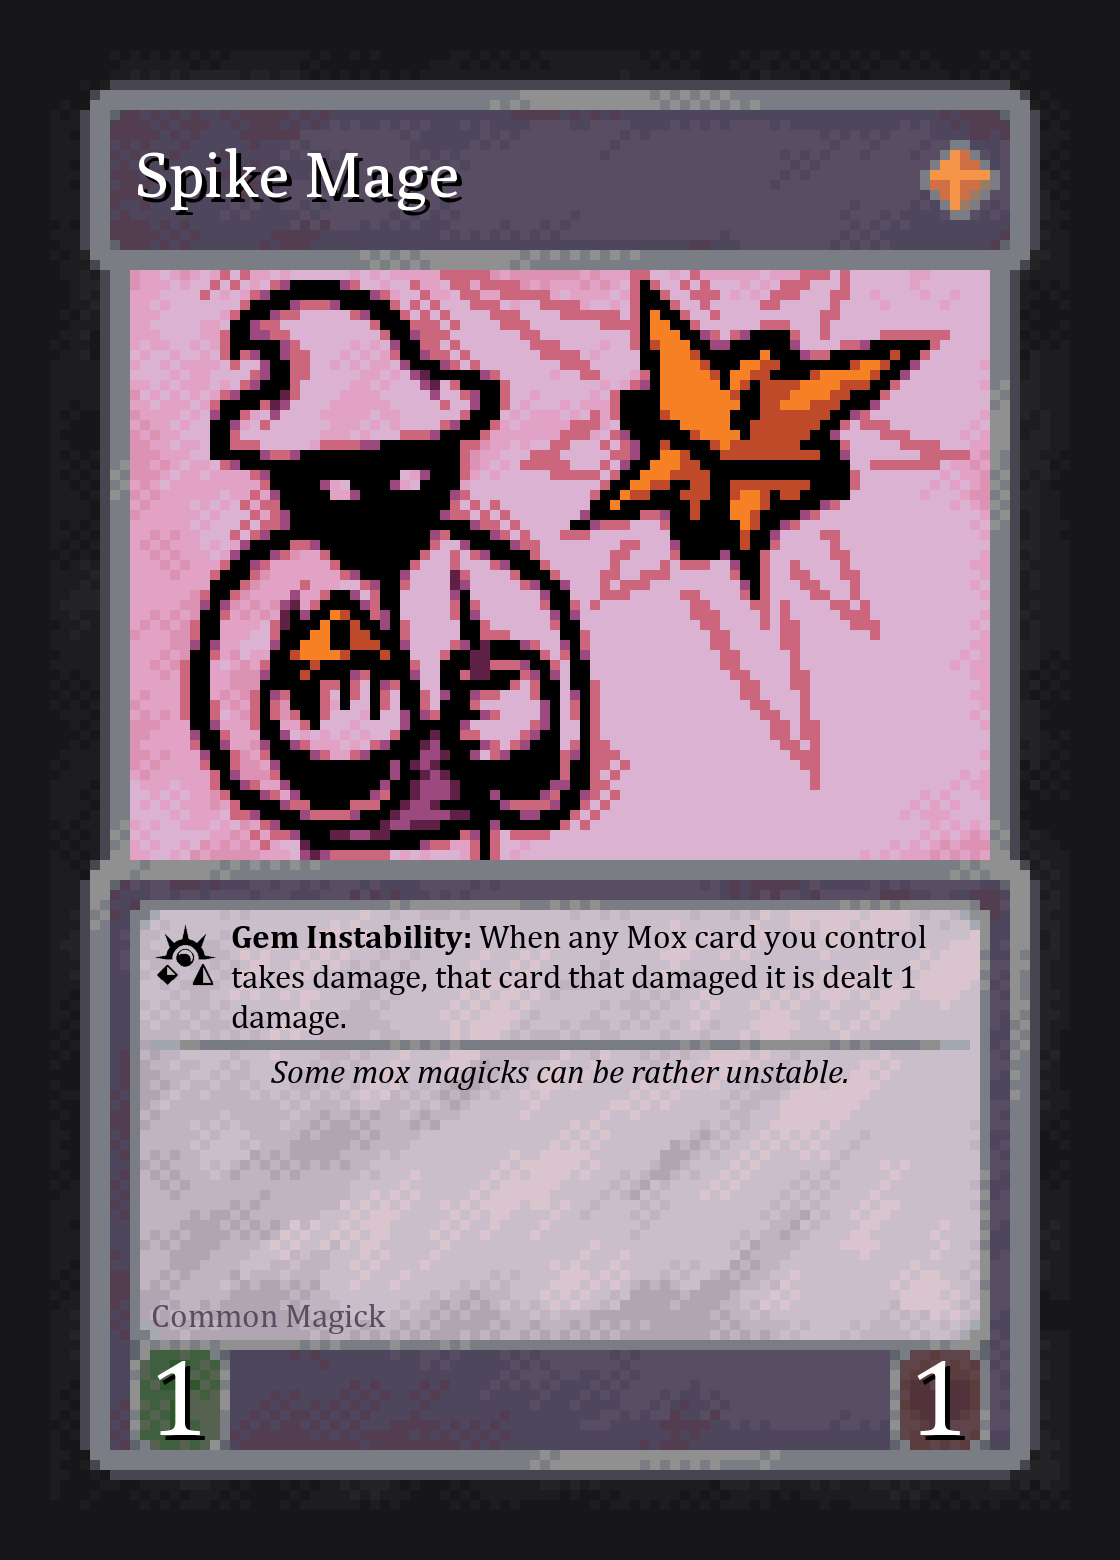 Spike Mage
Gem Instability: When any Mox card you control
takes damage, that card that damaged it is dealt 1
damage.
Some mox magicks can be rather unstable.
Common Magick
1
1